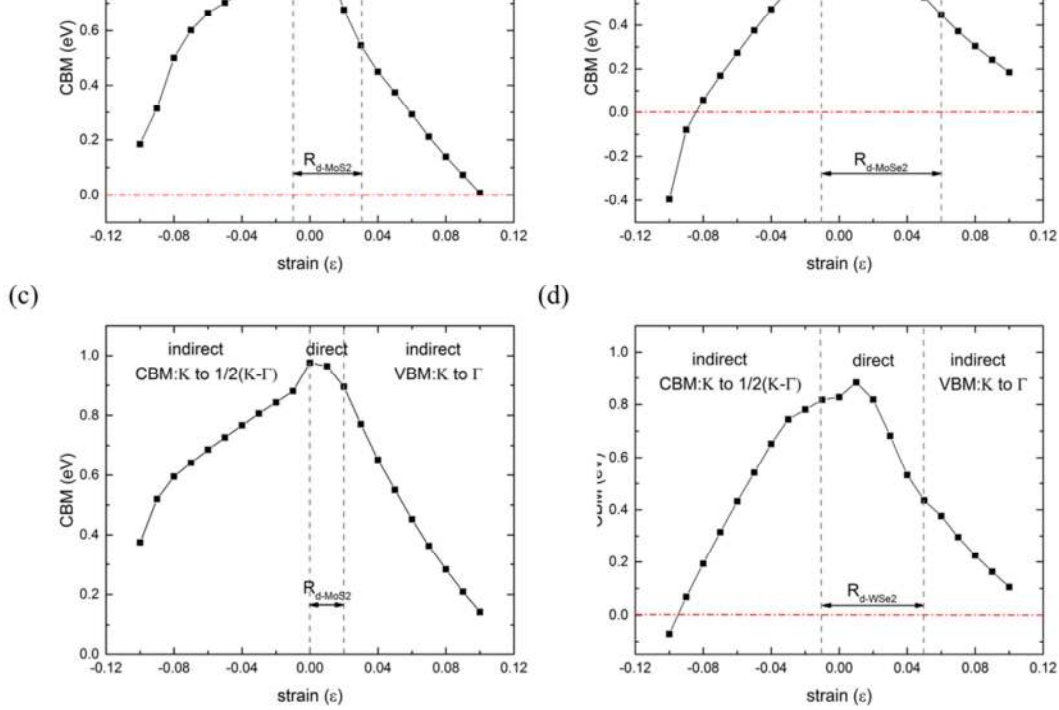 0.6
0.4
0.2
0.0
CBM (eV)
R d-MoS2
-0.12 -0.08 -0.04 0.00 0.04 0.08 0.12
strain (ε)
0.4
0.2
0.0
-0.2
-0.4
CBM (eV)
R d-MoSe2
-0.12 -0.08 -0.04 0.00 0.04 0.08 0.12
strain (ε)
(c)
indirect direct indirect
CBM:K to 1/2(K-Γ) VBM:K to Γ
1.0
0.8
0.6
0.4
0.2
0.0
CBM (eV)
R d-MoS2
-0.12 -0.08 -0.04 0.00 0.04 0.08 0.12
strain (ε)
(d)
indirect direct indirect
CBM:K to 1/2(K-Γ) VBM:K to Γ
1.0
0.8
0.6
0.4
0.2
0.0
CBM (eV)
R d-WSe2
-0.12 -0.08 -0.04 0.00 0.04 0.08 0.12
strain (ε)